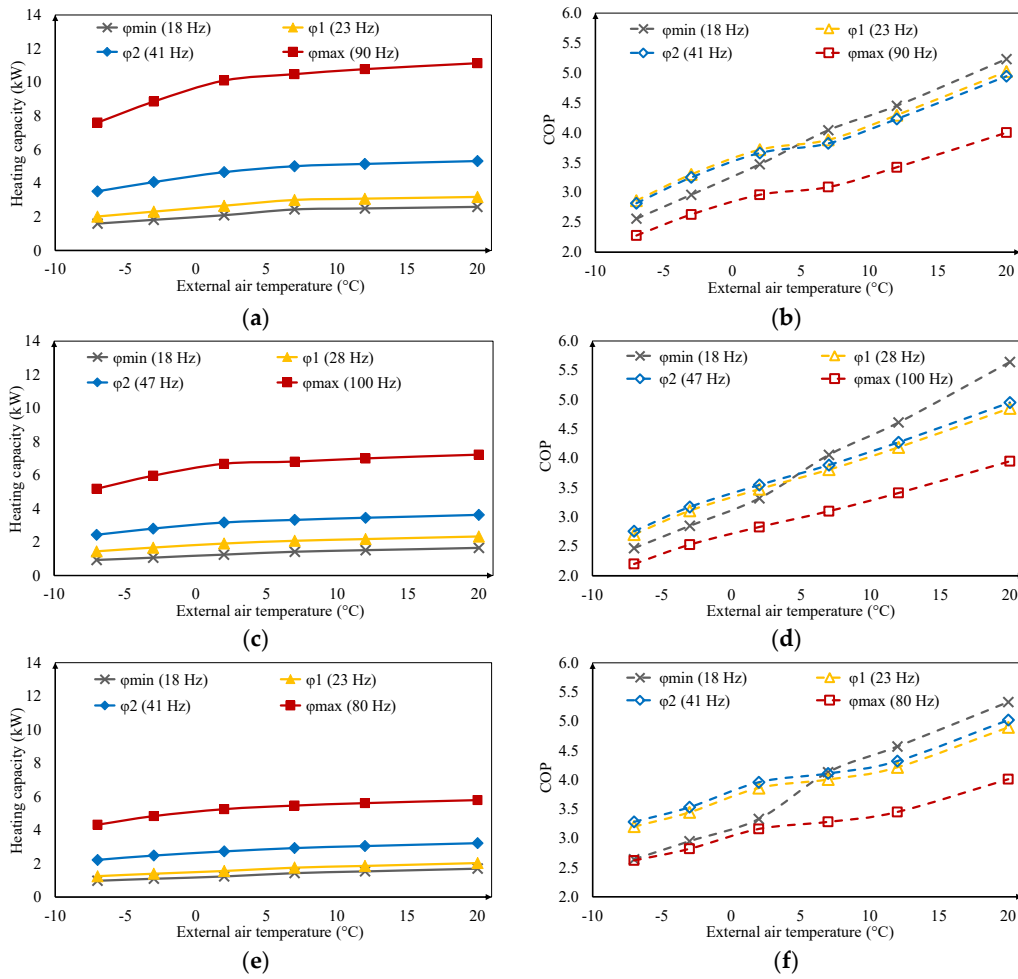 14
12
10
8
6
4
2
0
Heating capacity (kW)
φmin (18 Hz)
φ1 (23 Hz)
φ2 (41 Hz)
φmax (90 Hz)
-10 -5 0 5 10 15 20
External air temperature (°C)
(a)
6.0
5.5
5.0
4.5
4.0
3.5
3.0
2.5
2.0
COP
φmin (18 Hz)
φ1 (23 Hz)
φ2 (41 Hz)
φmax (90 Hz)
-10 -5 0 5 10 15 20
External air temperature (°C)
(b)
14
12
10
8
6
4
2
0
Heating capacity (kW)
φmin (18 Hz)
φ1 (28 Hz)
φ2 (47 Hz)
φmax (100 Hz)
-10 -5 0 5 10 15 20
External air temperature (°C)
(c)
6.0
5.5
5.0
4.5
4.0
3.5
3.0
2.5
2.0
COP
φmin (18 Hz)
φ1 (28 Hz)
φ2 (47 Hz)
φmax (100 Hz)
-10 -5 0 5 10 15 20
External air temperature (°C)
(d)
14
12
10
8
6
4
2
0
Heating capacity (kW)
φmin (18 Hz)
φ1 (23 Hz)
φ2 (41 Hz)
φmax (80 Hz)
-10 -5 0 5 10 15 20
External air temperature (°C)
(e)
6.0
5.5
5.0
4.5
4.0
3.5
3.0
2.5
2.0
COP
φmin (18 Hz)
φ1 (23 Hz)
φ2 (41 Hz)
φmax (80 Hz)
-10 -5 0 5 10 15 20
External air temperature (°C)
(f)